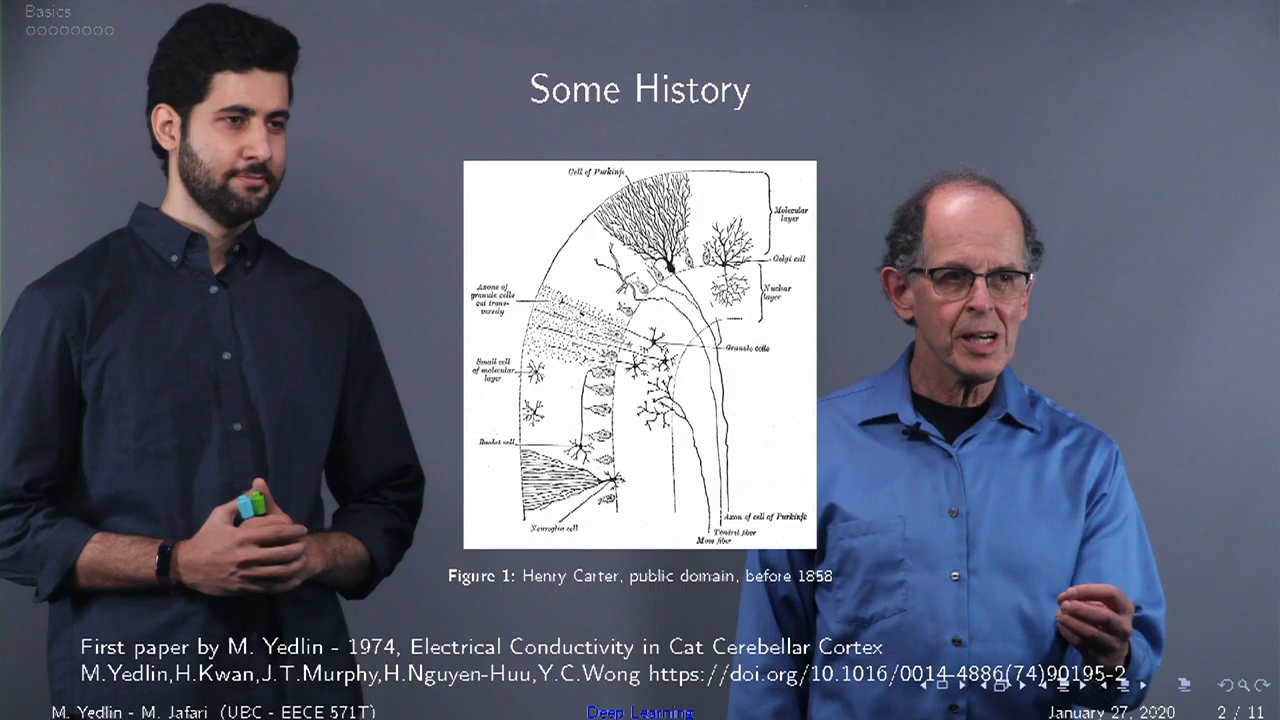 Basics
Some History
Cell of Purkinje
Molecular
layer
Golgi cell
Nuclear
layer
Axons of
granule cells
cut trans-
versely
Granule cells
Small cell
of molecular
layer
Basket cell
Neuroglia cell
Axon of cell of Purkinje
Tendril fiber
Moss fiber
Figure 1: Henry Carter, public domain, before 1858
First paper by M. Yedlin - 1974, Electrical Conductivity in Cat Cerebellar Cortex
M.Yedlin,H.Kwan,J.T.Murphy,H.Nguyen-Huu,Y.C.Wong https://doi.org/10.1016/0014-4886(74)90195-2
M. Yedlin - M. Jafari (UBC - EECE 571T)
Deep Learning
January 27, 2020
2 / 11